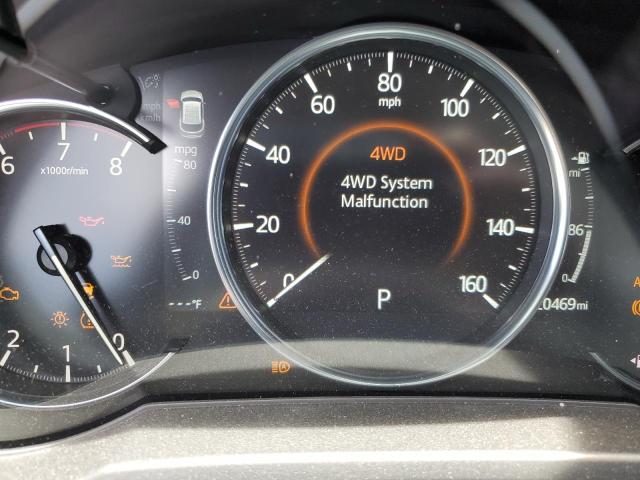 80
60
mph
100
mph
km/h
6
7
8
x1000r/min
mpg
80
40
120
4WD
4WD System
Malfunction
mi
40
20
140
86
0
0
160
0
---°F
P
0469mi
2
1
0